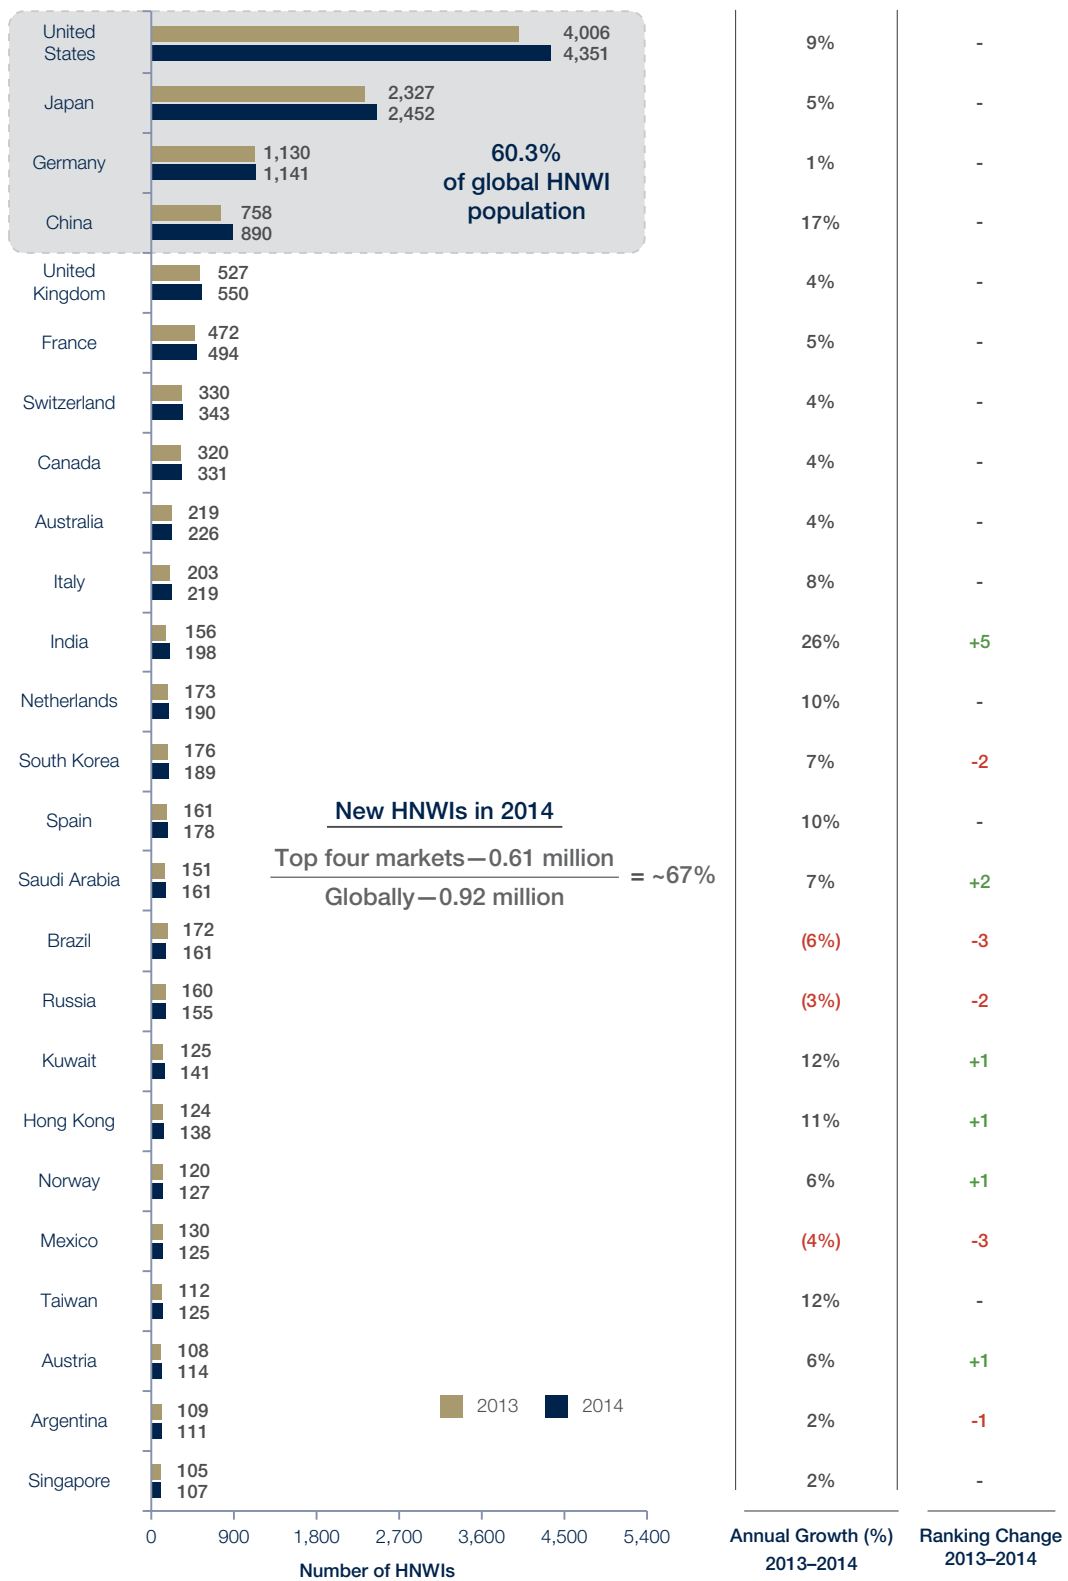 United
States
4,006
4,351
9%
-
Japan
2,327
2,452
5%
-
Germany
1,130
1,141
1%
-
China
758
890
17%
-
60.3%
of global HNWI
population
United
Kingdom
527
550
4%
-
France
472
494
5%
-
Switzerland
330
343
4%
-
Canada
320
331
4%
-
Australia
219
226
4%
-
Italy
203
219
8%
-
India
156
198
26%
+5
Netherlands
173
190
10%
-
South Korea
176
189
7%
-2
Spain
161
178
10%
-
Saudi Arabia
151
161
7%
+2
Brazil
172
161
(6%)
-3
Russia
160
155
(3%)
-2
Kuwait
125
141
12%
+1
Hong Kong
124
138
11%
+1
Norway
120
127
6%
+1
Mexico
130
125
(4%)
-3
Taiwan
112
125
12%
-
Austria
108
114
6%
+1
Argentina
109
111
2%
-1
Singapore
105
107
2%
-
New HNWIs in 2014
Top four markets—0.61 million
Globally—0.92 million
= ~67%
2013 2014
0 900 1,800 2,700 3,600 4,500 5,400
Number of HNWIs
Annual Growth (%)
2013–2014
Ranking Change
2013–2014